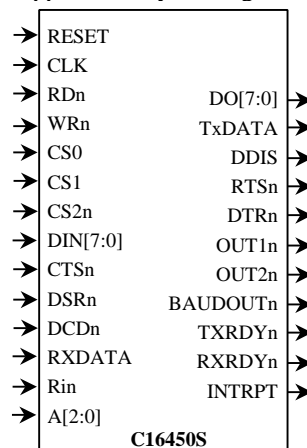 RESET
CLK
RDn
WRn
CS0
CS1
CS2n
DIN[7:0]
CTSn
DSRn
DCDn
RXDATA
Rin
A[2:0]
DO[7:0]
TxDATA
DDIS
RTSn
DTRn
OUT1n
OUT2n
BAUDOUTn
TXRDYn
RXRDYn
INTRPT
C16450S